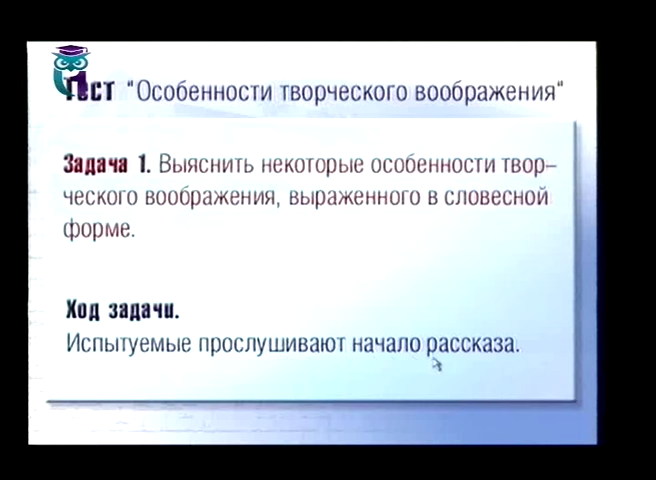 Тест "Особенности творческого воображения"
Задача 1. Выяснить некоторые особенности твор-
ческого воображения, выраженного в словесной
форме.
Ход задачи.
Испытуемые прослушивают начало рассказа.